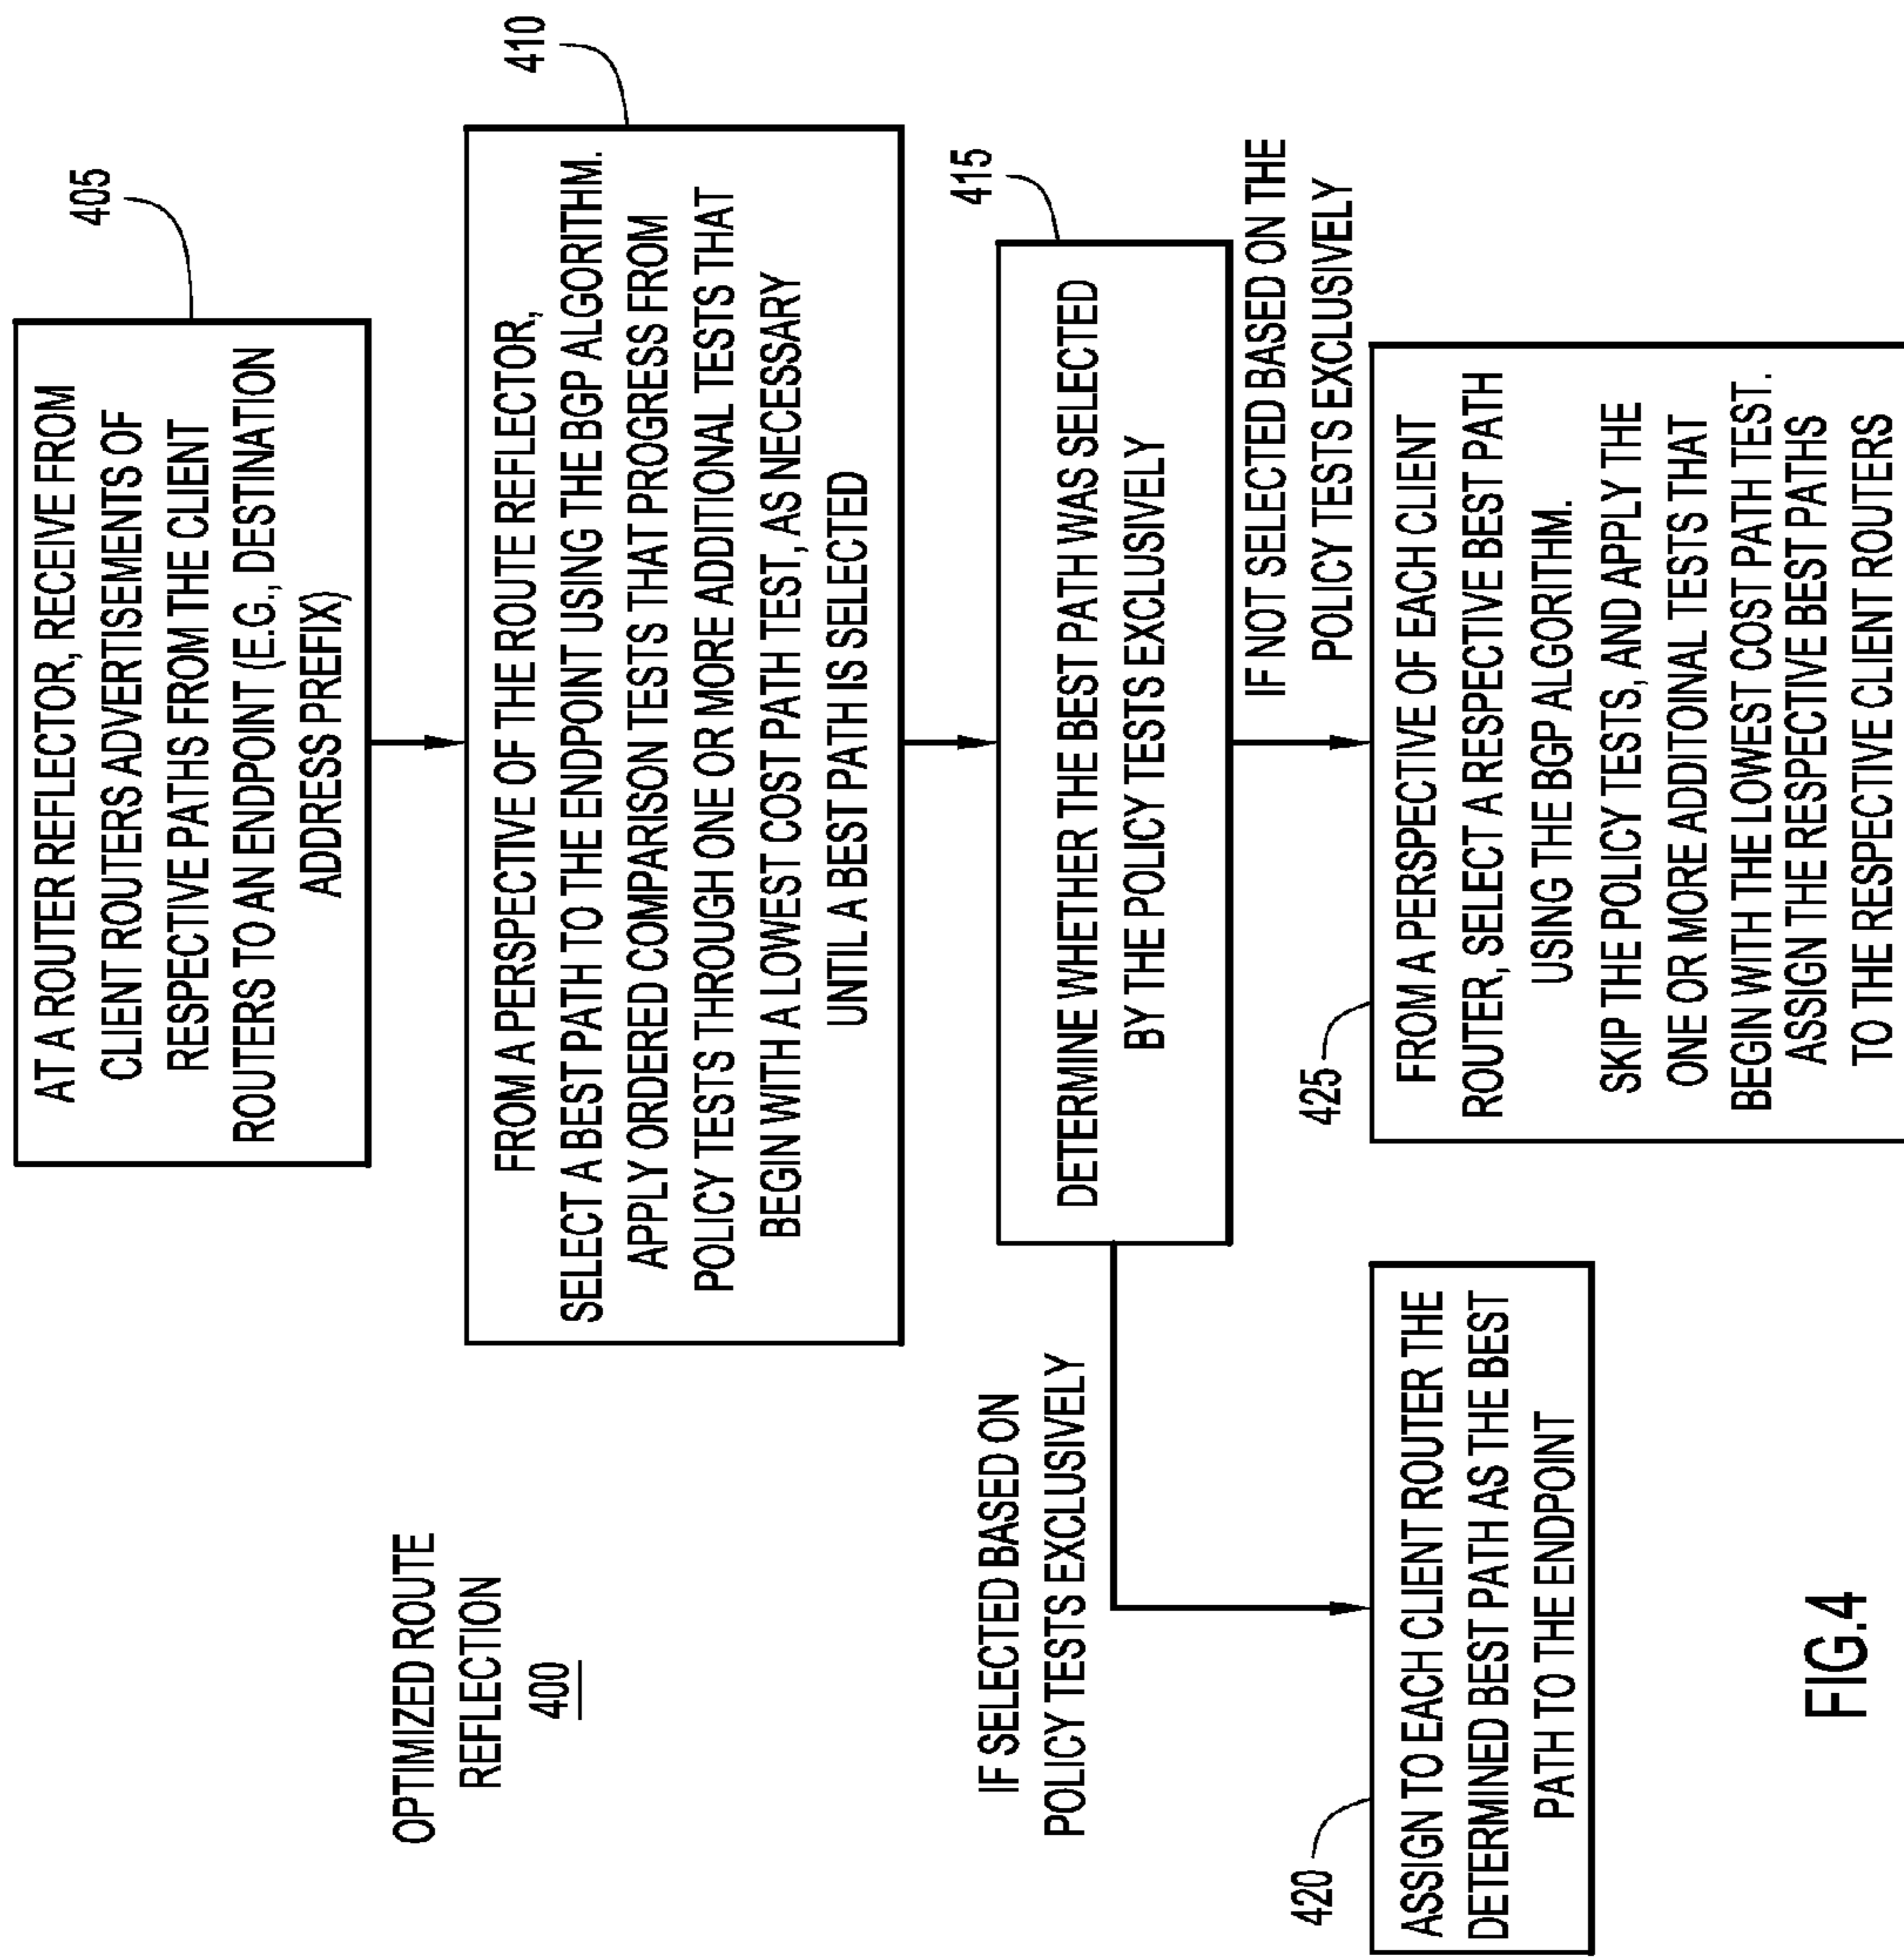 OPTIMIZED ROUTE
REFLECTION
400
405
AT A ROUTER REFLECTOR, RECEIVE FROM
CLIENT ROUTERS ADVERTISEMENTS OF
RESPECTIVE PATHS FROM THE CLIENT
ROUTERS TO AN ENDPOINT (E.G., DESTINATION
ADDRESS PREFIX)
410
FROM A PERSPECTIVE OF THE ROUTE REFLECTOR,
SELECT A BEST PATH TO THE ENDPOINT USING THE BGP ALGORITHM.
APPLY ORDERED COMPARISON TESTS THAT PROGRESS FROM
POLICY TESTS THROUGH ONE OR MORE ADDITIONAL TESTS THAT
BEGIN WITH A LOWEST COST PATH TEST, AS NECESSARY
UNTIL A BEST PATH IS SELECTED
415
DETERMINE WHETHER THE BEST PATH WAS SELECTED
BY THE POLICY TESTS EXCLUSIVELY
IF SELECTED BASED ON
POLICY TESTS EXCLUSIVELY
IF NOT SELECTED BASED ON THE
POLICY TESTS EXCLUSIVELY
420
ASSIGN TO EACH CLIENT ROUTER THE
DETERMINED BEST PATH AS THE BEST
PATH TO THE ENDPOINT
425
FROM A PERSPECTIVE OF EACH CLIENT
ROUTER, SELECT A RESPECTIVE BEST PATH
USING THE BGP ALGORITHM.
SKIP THE POLICY TESTS, AND APPLY THE
ONE OR MORE ADDITOINAL TESTS THAT
BEGIN WITH THE LOWEST COST PATH TEST.
ASSIGN THE RESPECTIVE BEST PATHS
TO THE RESPECTIVE CLIENT ROUTERS
FIG.4